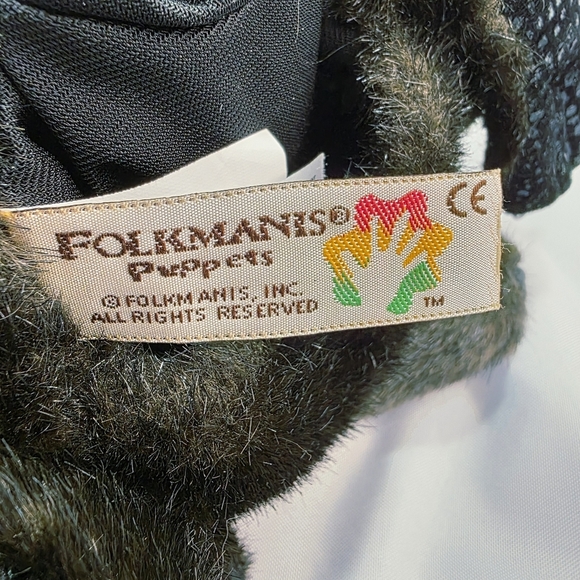 FOLKMANIS®
Puppets
© FOLKMANIS, INC.
ALL RIGHTS RESERVED
CE
TM